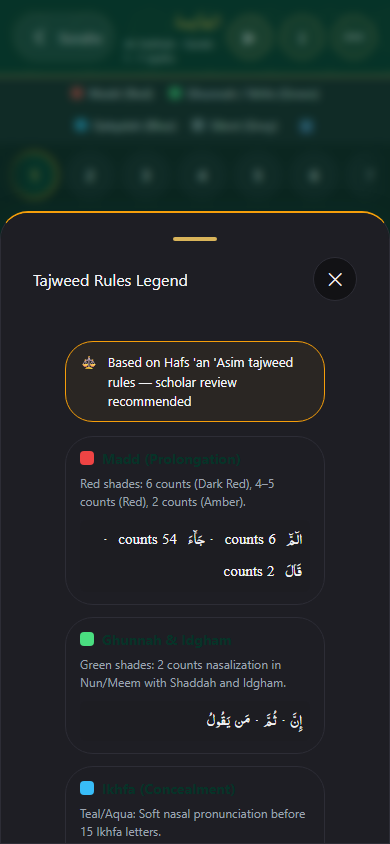 Tajweed Rules Legend
Based on Hafs 'an 'Asim tajweed
rules — scholar review
recommended
Madd (Prolongation)
Red shades: 6 counts (Dark Red), 4–5
counts (Red), 2 counts (Amber).
الٓمٓ 6 counts · جَآءَ 54 counts ·
قَالَ 2 counts
Ghunnah & Idgham
Green shades: 2 counts nasalization in
Nun/Meem with Shaddah and Idgham.
إِنَّ · ثُمَّ · مَن يَقُولُ
Ikhfa (Concealment)
Teal/Aqua: Soft nasal pronunciation before
15 Ikhfa letters.